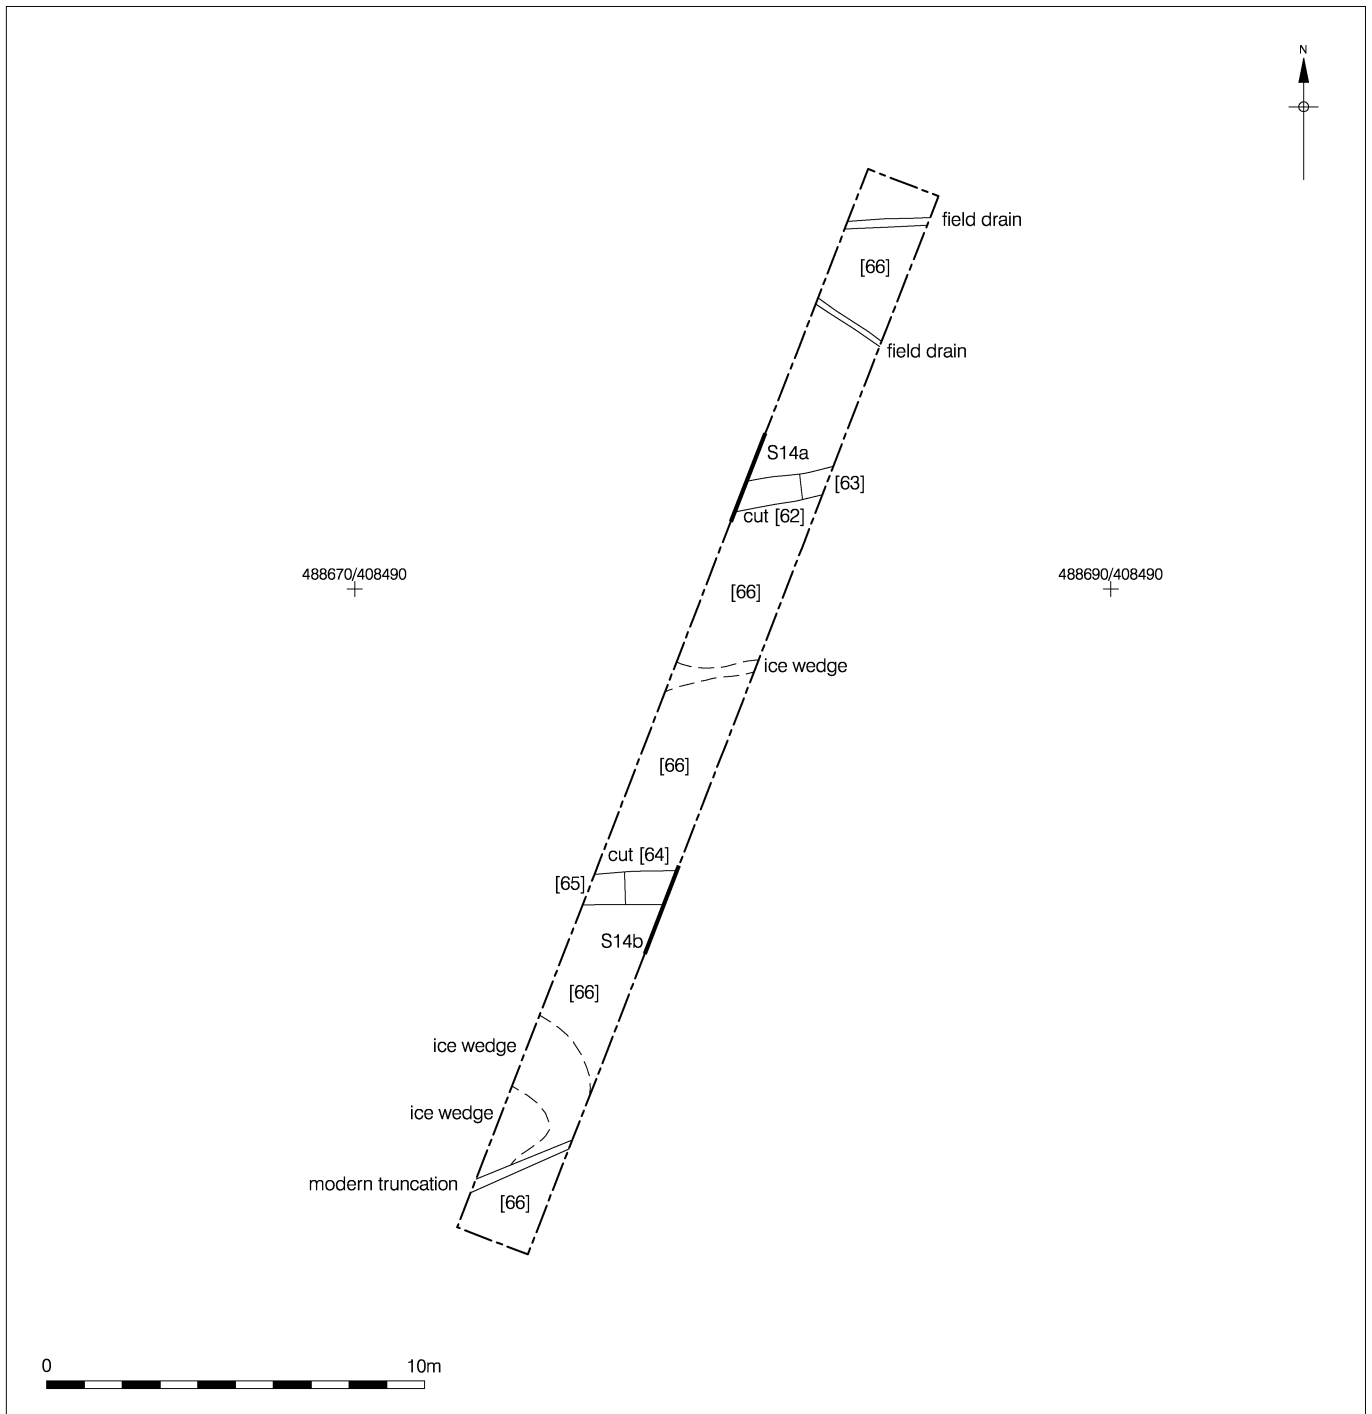 N
field drain
[66]
field drain
S14a
[63]
cut [62]
488670/408490
488690/408490
[66]
ice wedge
[66]
cut [64]
[65]
S14b
[66]
ice wedge
ice wedge
modern truncation
[66]
0 10m